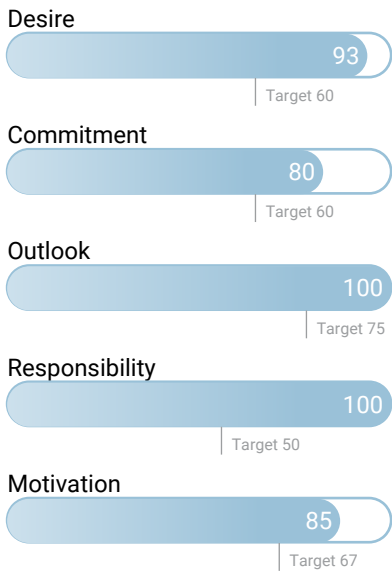 Desire
93
Target 60
Commitment
80
Target 60
Outlook
100
Target 75
Responsibility
100
Target 50
Motivation
85
Target 67